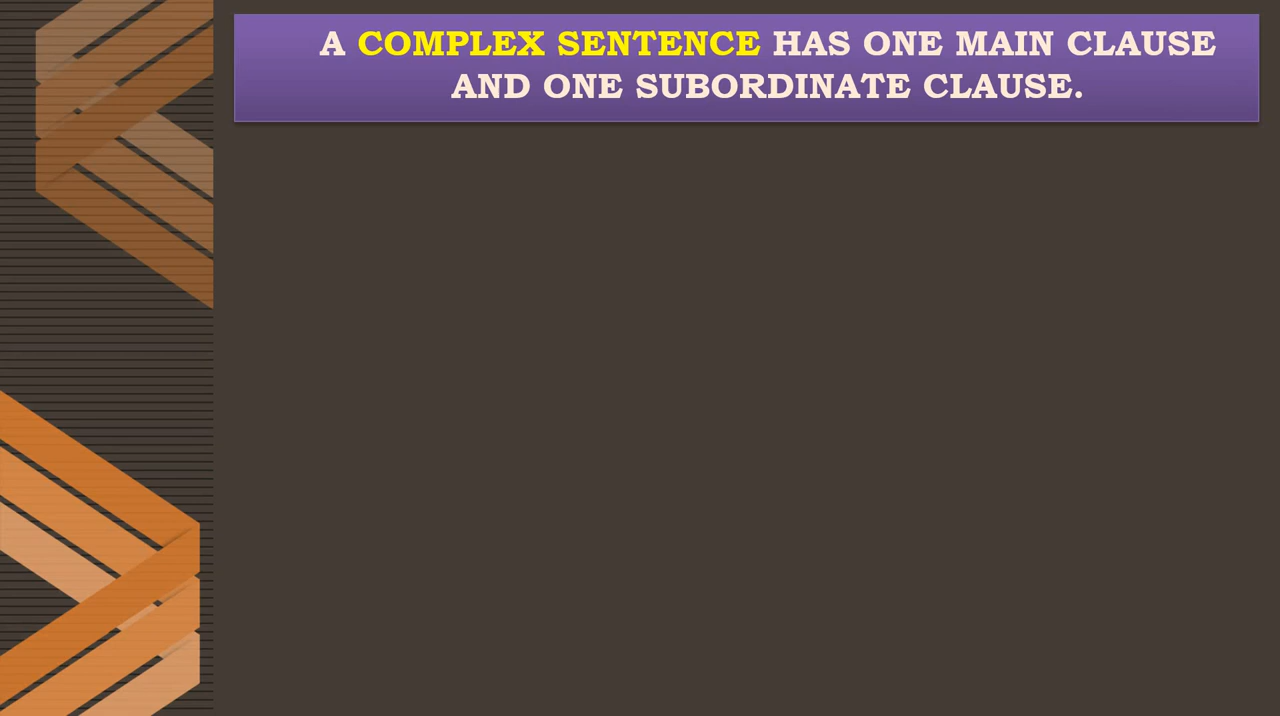 A COMPLEX SENTENCE HAS ONE MAIN CLAUSE
AND ONE SUBORDINATE CLAUSE.